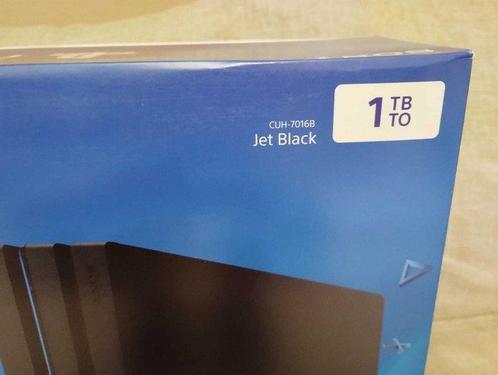 CUH-7016B
Jet Black
1 TB
TO